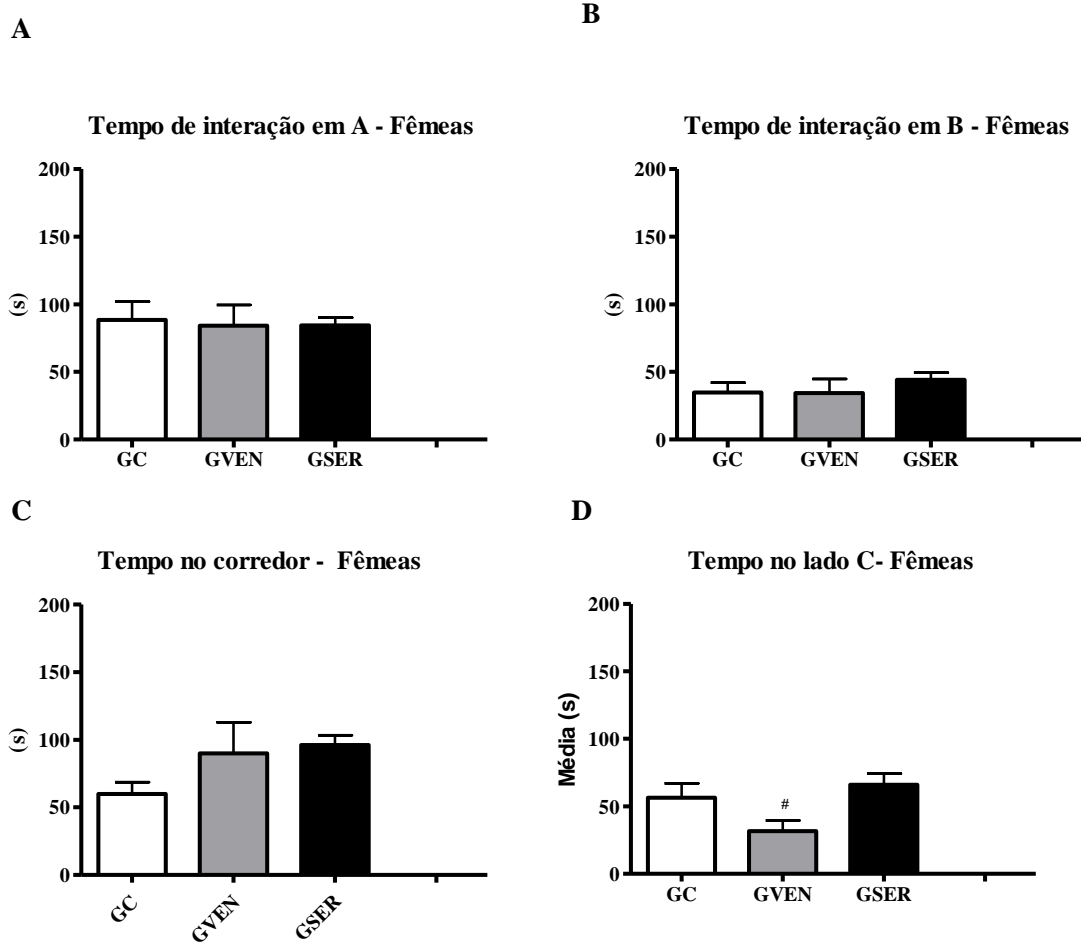 A
Tempo de interação em A - Fêmeas
200
150
100
50
0
(s)
GC GVEN GSER
B
Tempo de interação em B - Fêmeas
200
150
100
50
0
(s)
GC GVEN GSER
C
Tempo no corredor -  Fêmeas
200
150
100
50
0
(s)
GC GVEN GSER
D
Tempo no lado C- Fêmeas
200
150
100
50
0
Média (s)
#
GC GVEN GSER